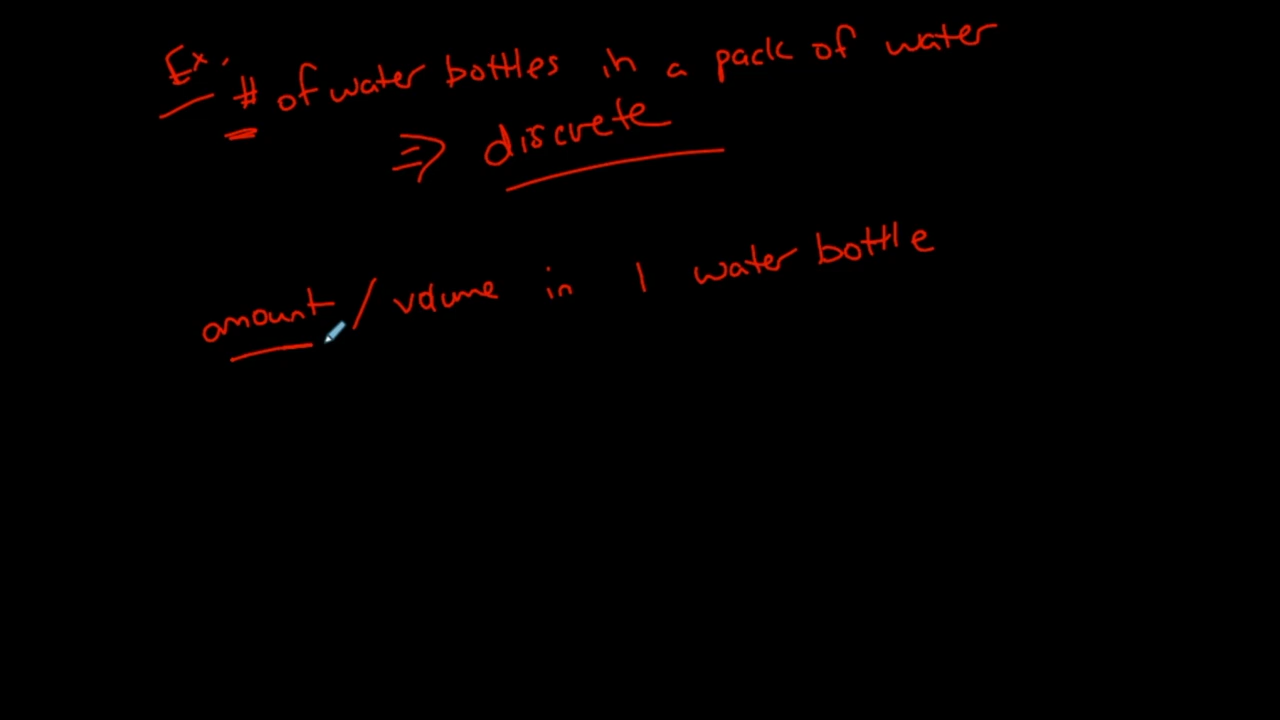 Ex. # of water bottles in a pack of water
⇒ discrete
amount / volume in 1 water bottle